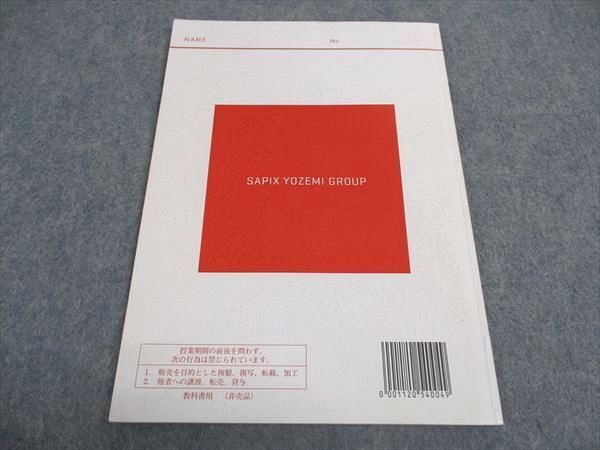 NAME No.
SAPIX YOZEMI GROUP
授業期間の前後を問わず、
次の行為は禁じられています。
1. 販売を目的とした複製、複写、転載、加工
2. 他者への譲渡、転売、貸与
教科書用 （非売品）
0 001120 540049